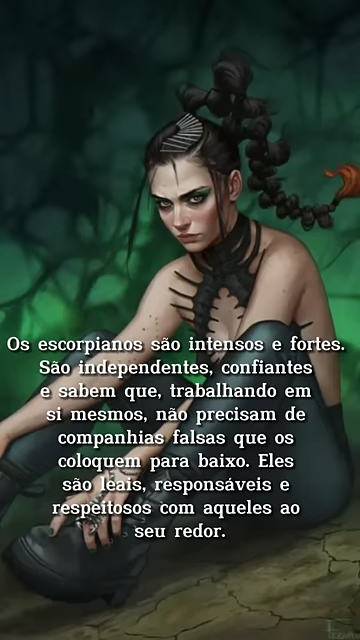 Os escorpianos são intensos e fortes.
São independentes, confiantes
e sabem que, trabalhando em
si mesmos, não precisam de
companhias falsas que os
coloquem para baixo. Eles
são leais, responsáveis e
respeitosos com aqueles ao
seu redor.